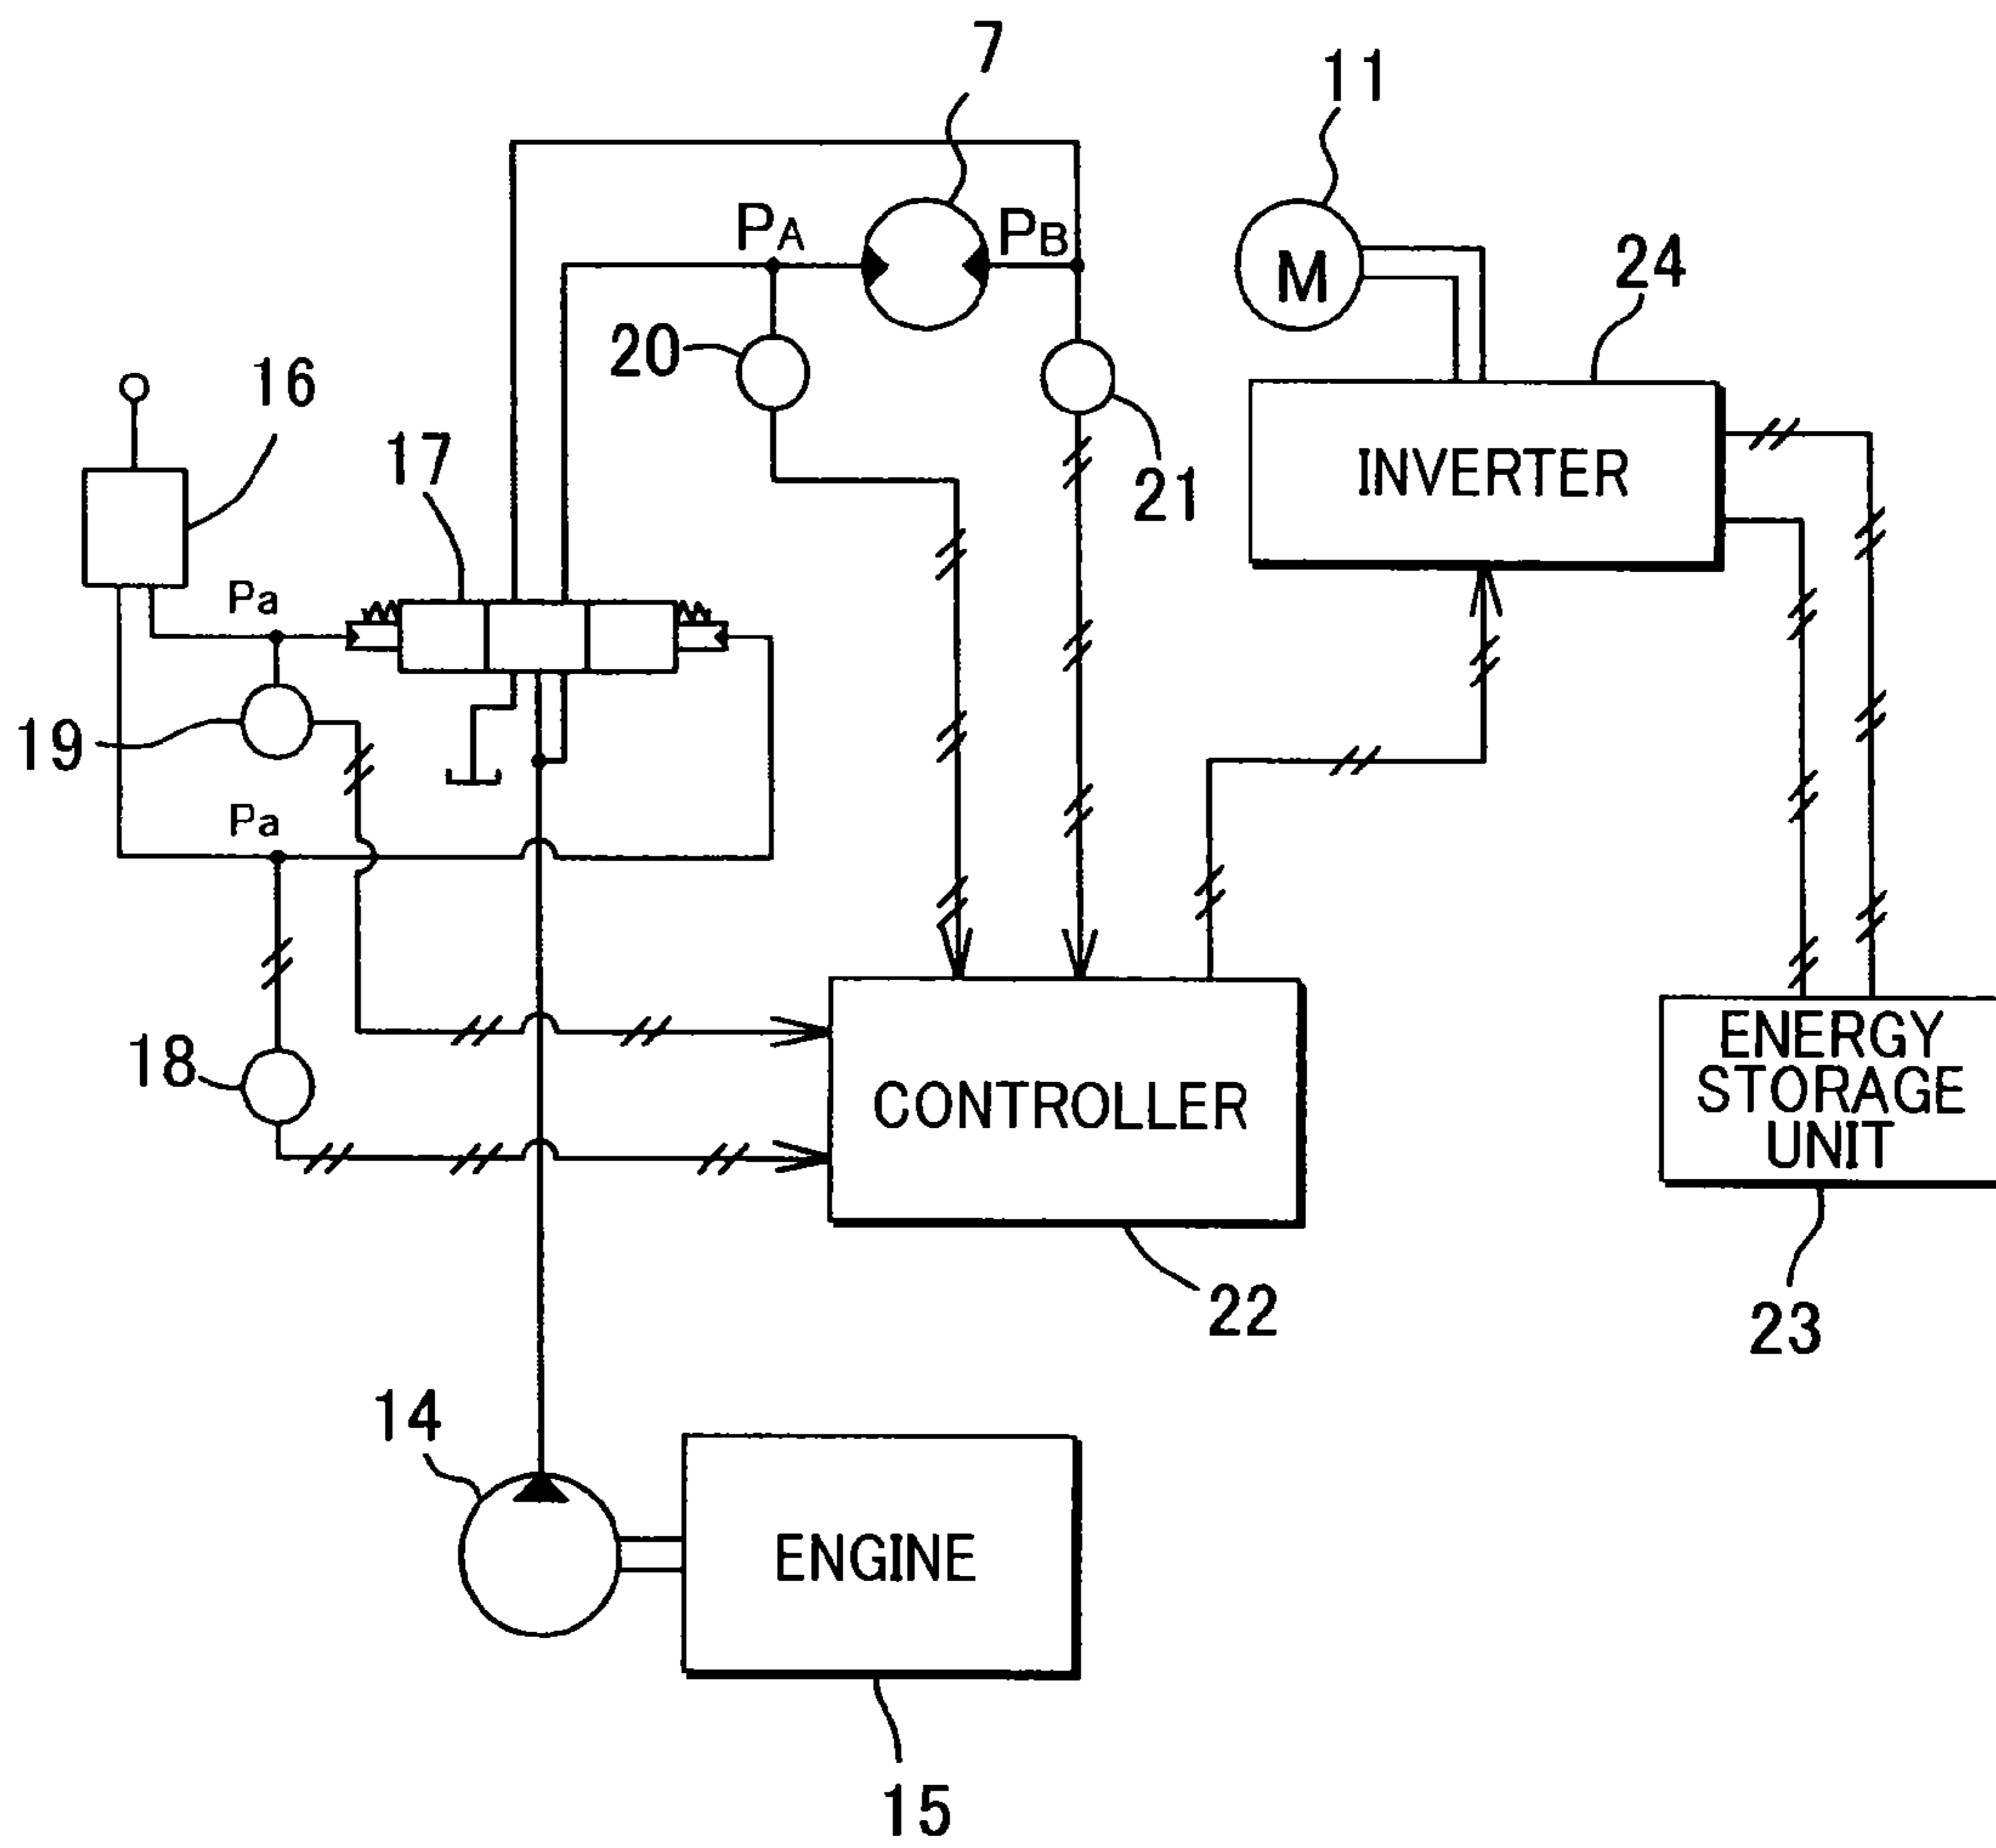 7
11
PA
PB
24
20
16
17
INVERTER
21
Pa
19
Pa
ENERGY
STORAGE
UNIT
18
CONTROLLER
22
23
14
ENGINE
15
M